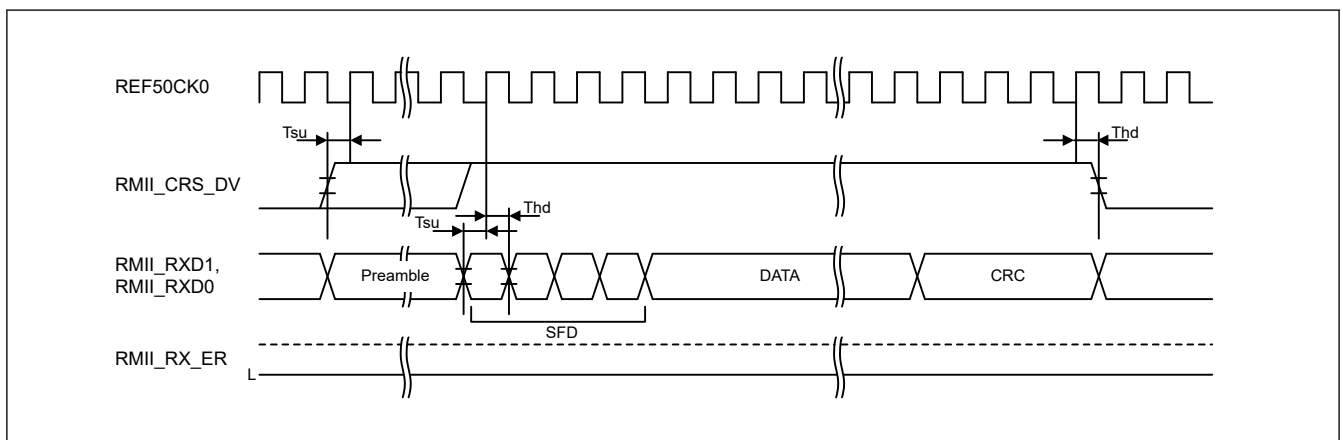 REF50CK0
Tsu
Thd
RMII_CRS_DV
Tsu
Thd
RMII_RXD1,
RMII_RXD0
Preamble
DATA
CRC
SFD
RMII_RX_ER
L